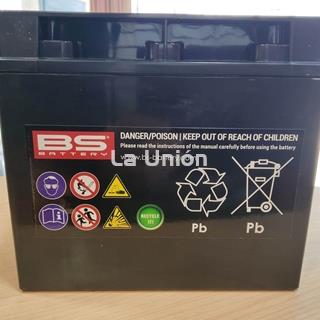 BS
BATTERY
DANGER/POISON | KEEP OUT OF REACH OF CHILDREN
Please read the instructions of the manual carefully before using the battery
La Unión
RECYCLE
IT!
Pb
Pb